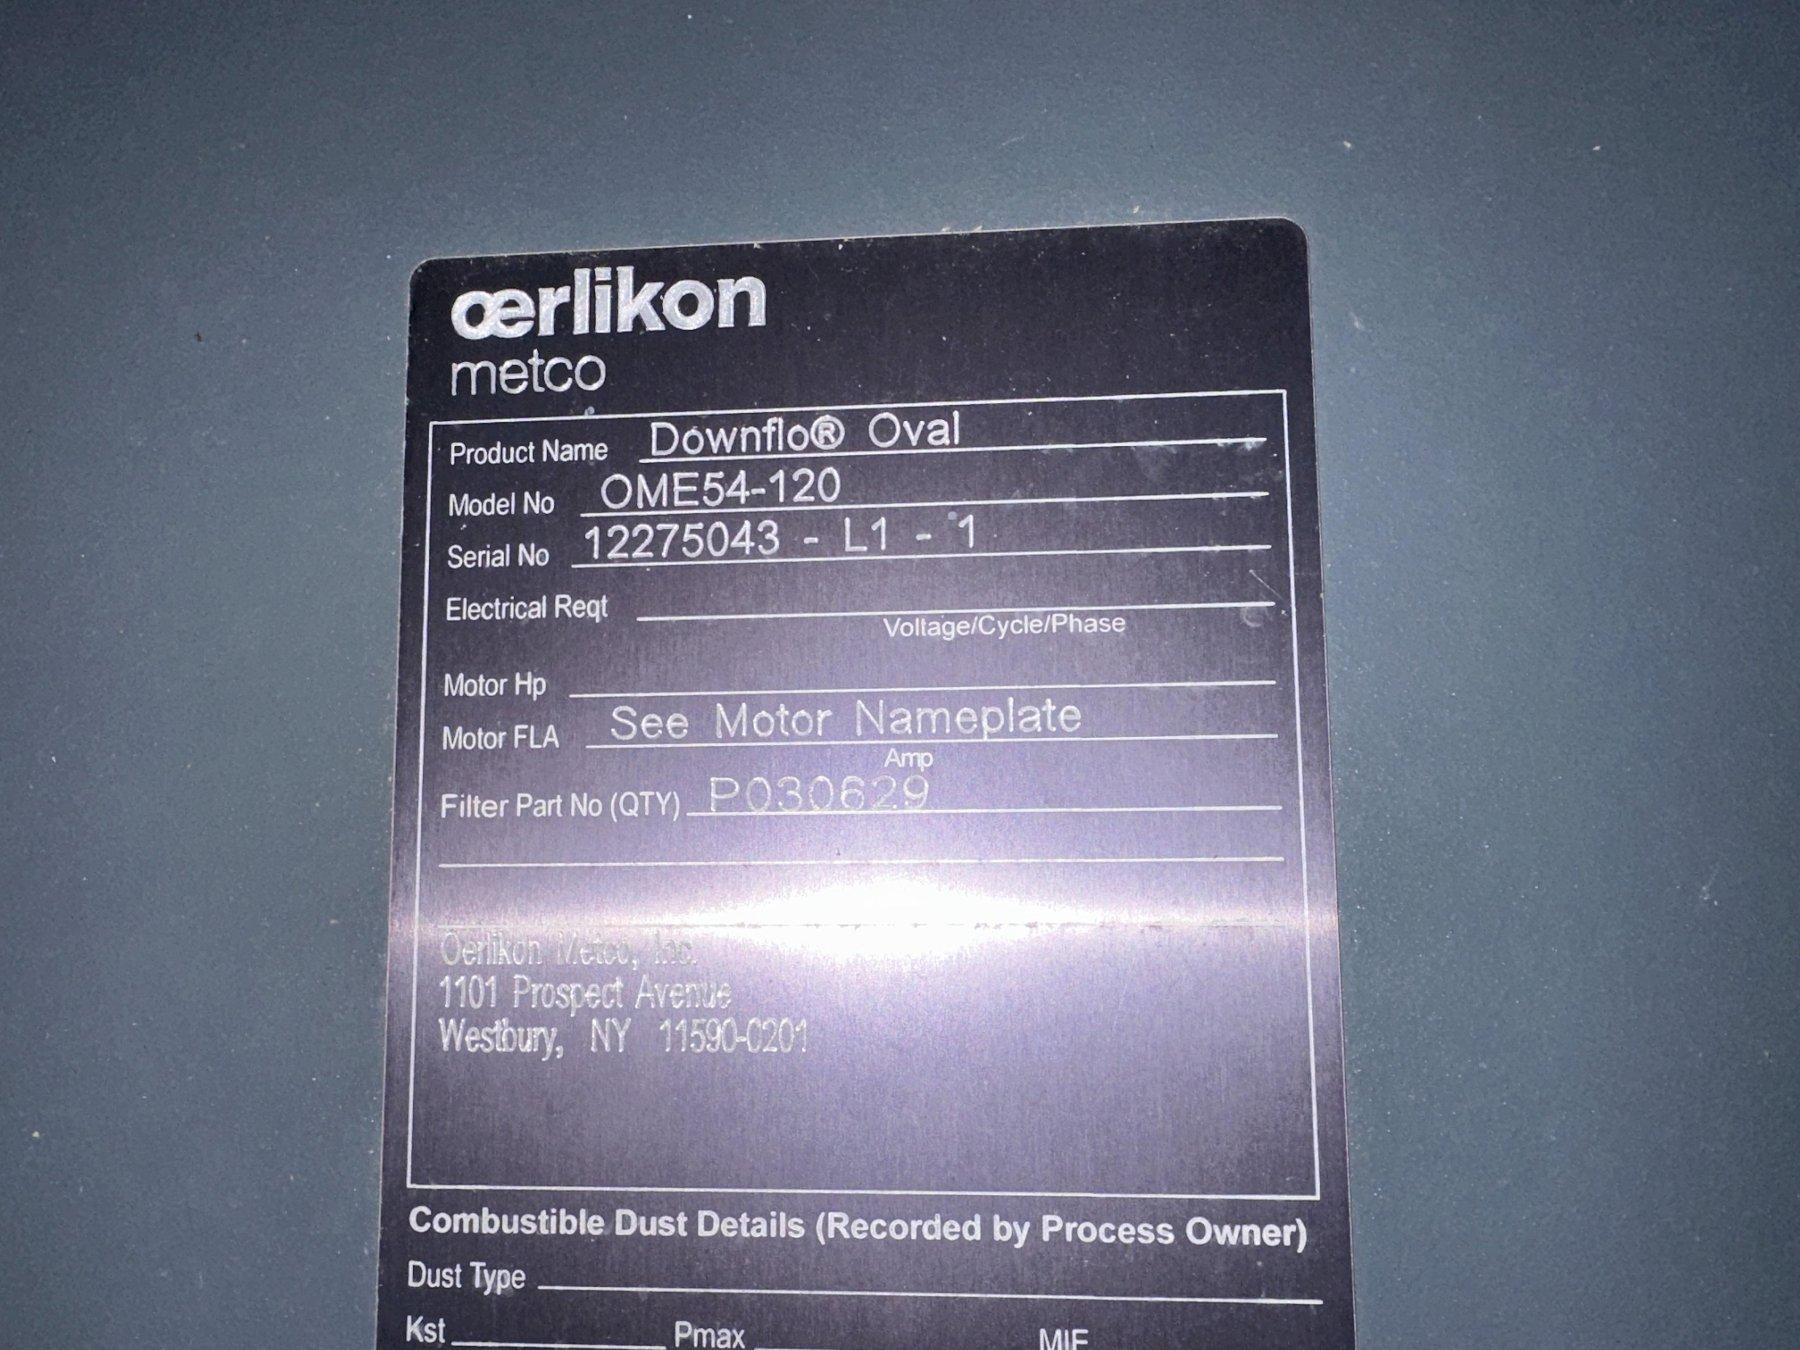 œrlikon
metco
Product Name Downflo® Oval
Model No OME54-120
Serial No 12275043 - L1 - 1
Electrical Reqt
Voltage/Cycle/Phase
Motor Hp
Motor FLA See Motor Nameplate
Amp
Filter Part No (QTY) P030629
Oerlikon Metco, Inc.
1101 Prospect Avenue
Westbury, NY 11590-0201
Combustible Dust Details (Recorded by Process Owner)
Dust Type
Kst Pmax MIE